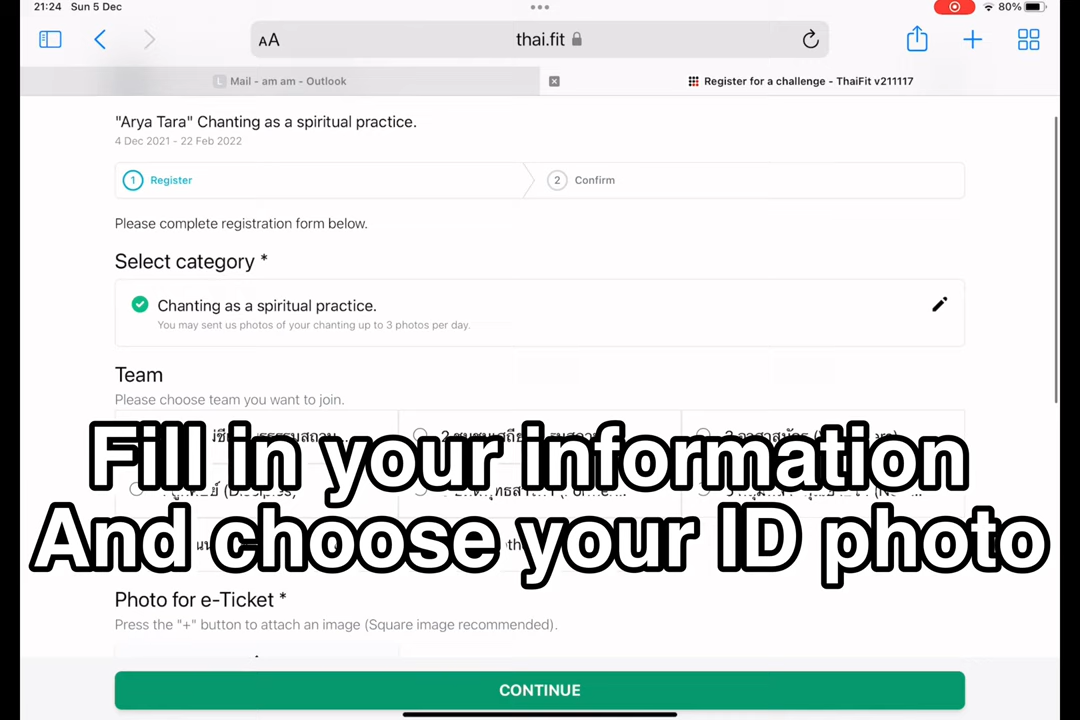 21:24 Sun 5 Dec
80%
AA
thai.fit
Mail - am am - Outlook
Register for a challenge - ThaiFit v211117
"Arya Tara" Chanting as a spiritual practice.
4 Dec 2021 - 22 Feb 2022
1 Register
2 Confirm
Please complete registration form below.
Select category *
Chanting as a spiritual practice.
You may sent us photos of your chanting up to 3 photos per day.
Team
Please choose team you want to join.
Fill in your information
And choose your ID photo
Photo for e-Ticket *
Press the "+" button to attach an image (Square image recommended).
CONTINUE